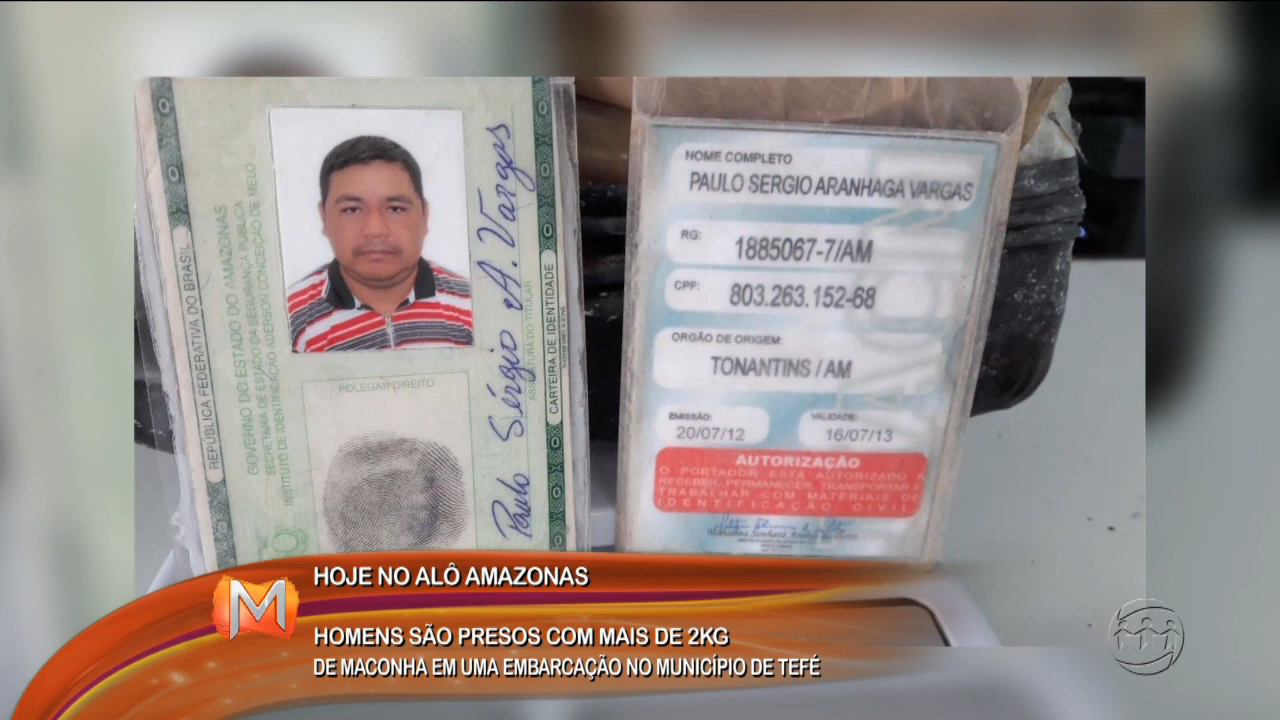 REPÚBLICA FEDERATIVA DO BRASIL
GOVERNO DO ESTADO DO AMAZONAS
SECRETARIA DE ESTADO DA SEGURANÇA PÚBLICA
INSTITUTO DE IDENTIFICAÇÃO ADERSON CONCEIÇÃO DE MELO
POLEGAR DIREITO
Paulo Sérgio A. Vargas
ASSINATURA DO TITULAR
CARTEIRA DE IDENTIDADE
NOME COMPLETO
PAULO SERGIO ARANHAGA VARGAS
RG:
1885067-7/AM
CPF:
803.263.152-68
ORGÃO DE ORIGEM:
TONANTINS / AM
EMISSÃO:
20/07/12
VALIDADE:
16/07/13
AUTORIZAÇÃO
O PORTADOR ESTÁ AUTORIZADO A
RECEBER, PERMANECER, TRANSPORTAR E
TRABALHAR COM MATERIAIS DE
IDENTIFICAÇÃO CIVIL
M
HOJE NO ALÔ AMAZONAS
HOMENS SÃO PRESOS COM MAIS DE 2KG
DE MACONHA EM UMA EMBARCAÇÃO NO MUNICÍPIO DE TEFÉ